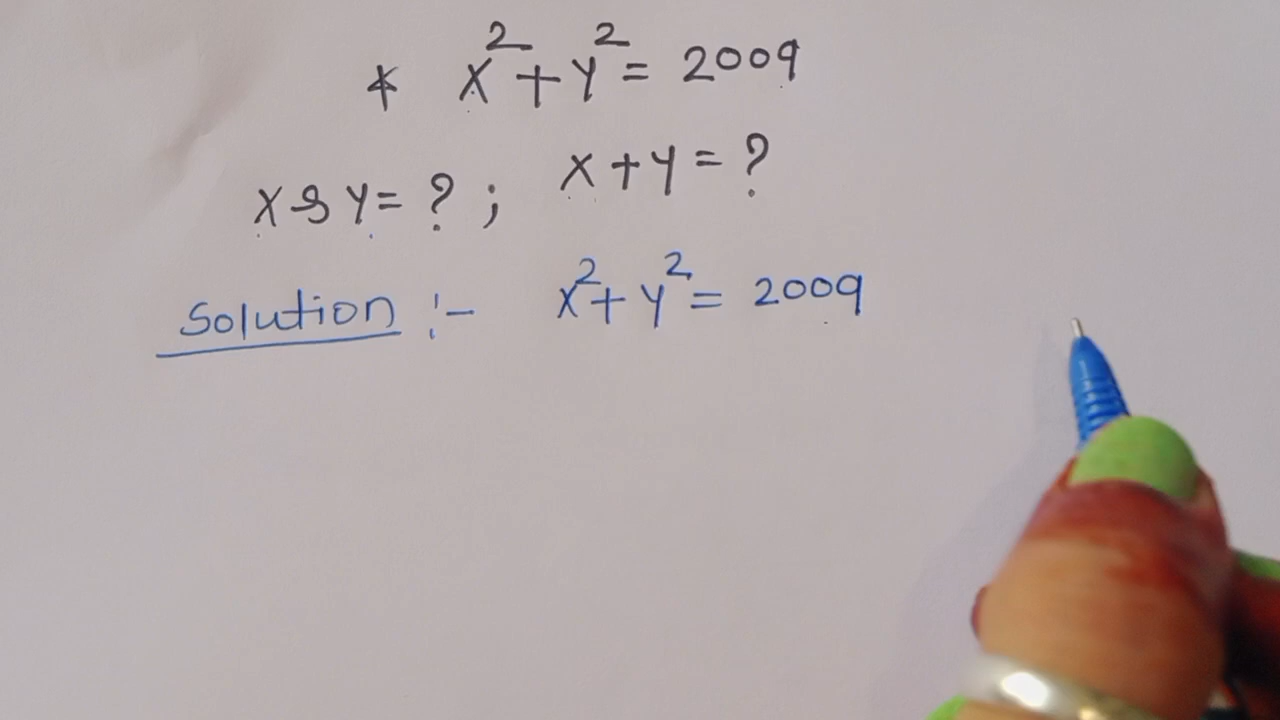 * x² + y² = 2009
x & y = ? ; x + y = ?
Solution :- x² + y² = 2009